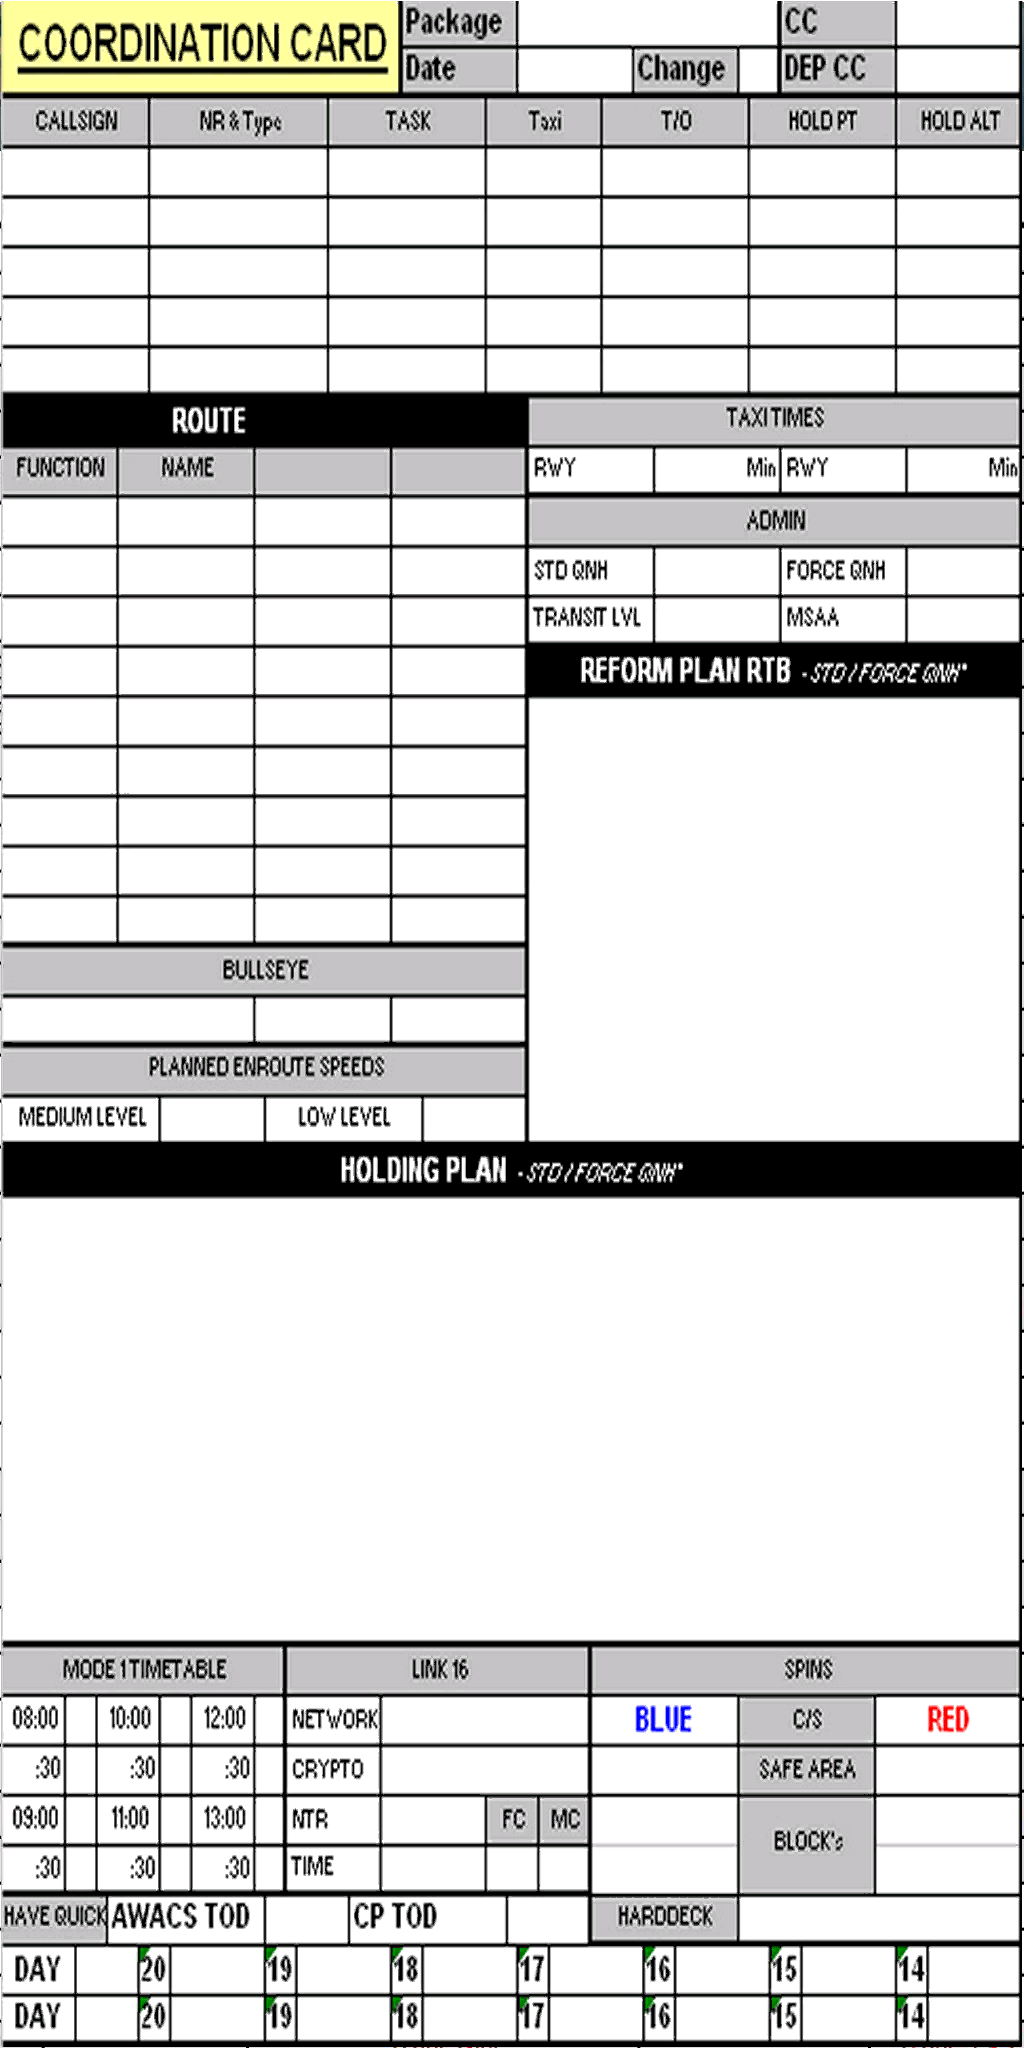 COORDINATION CARD
Package
CC
Date
Change
DEP CC
CALLSIGN NR & Type TASK Taxi T/O HOLD PT HOLD ALT
ROUTE
TAXI TIMES
FUNCTION NAME
RWY Min RWY Min
ADMIN
STD QNH FORCE QNH
TRANSIT LVL MSAA
REFORM PLAN RTB - STD / FORCE QNH*
BULLSEYE
PLANNED ENROUTE SPEEDS
MEDIUM LEVEL LOW LEVEL
HOLDING PLAN - STD / FORCE QNH*
MODE 1 TIMETABLE LINK 16 SPINS
08:00 10:00 12:00 NETWORK BLUE C/S RED
:30 :30 :30 CRYPTO SAFE AREA
09:00 11:00 13:00 NTR FC MC
BLOCK's
:30 :30 :30 TIME
HAVE QUICK AWACS TOD CP TOD HARDDECK
DAY 20 19 18 17 16 15 14
DAY 20 19 18 17 16 15 14